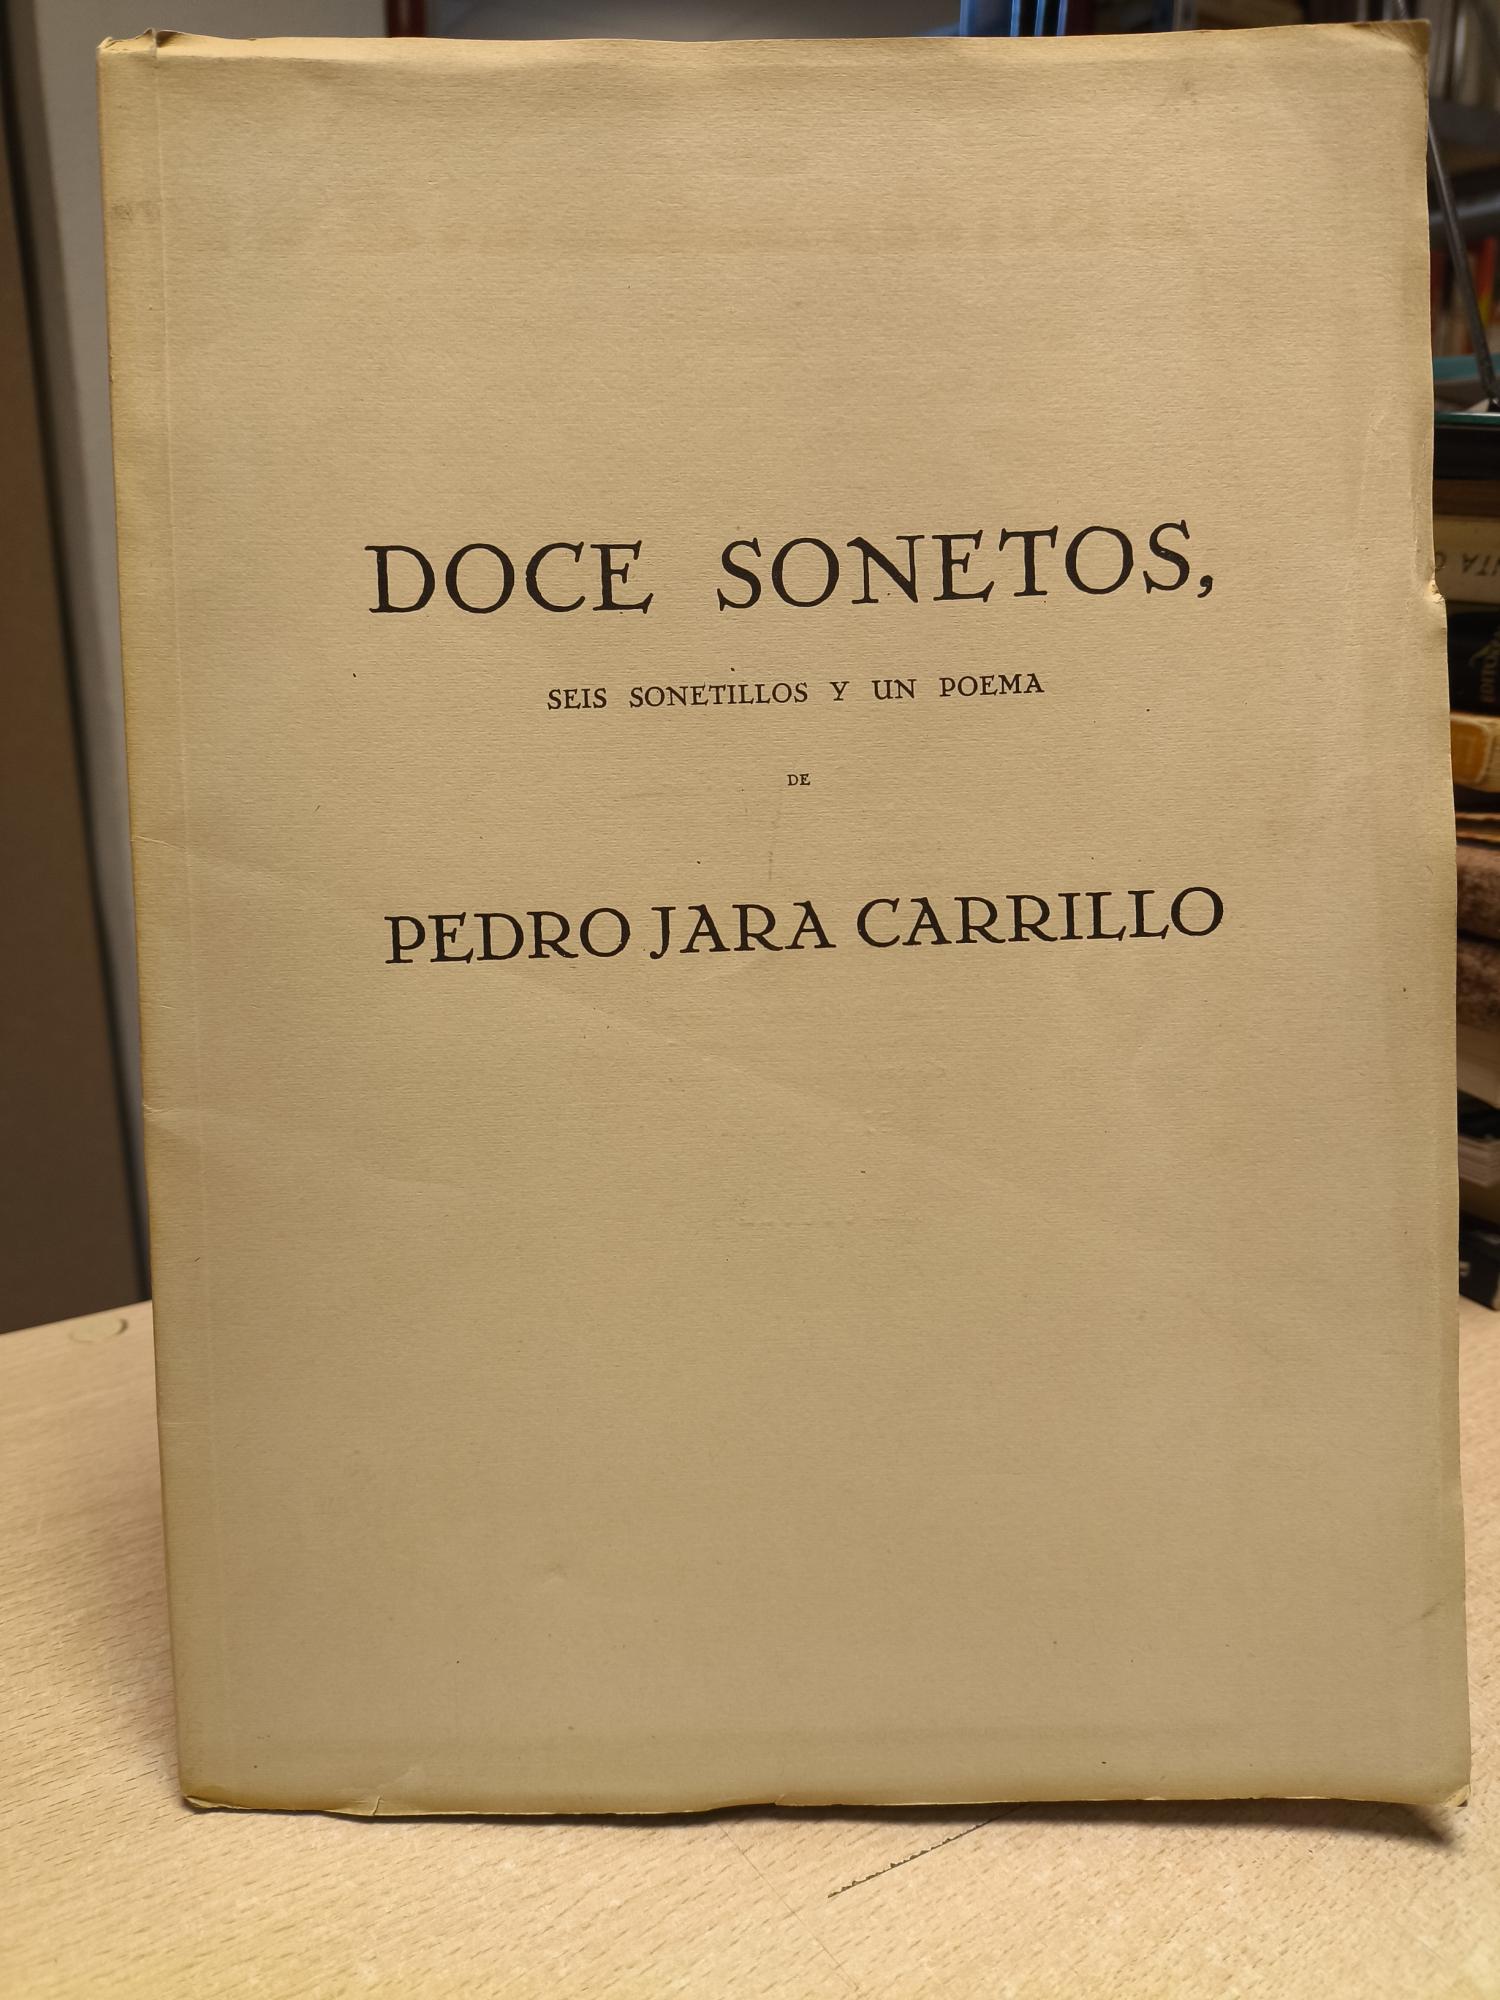 DOCE SONETOS,
SEIS SONETILLOS Y UN POEMA
DE
PEDRO JARA CARRILLO